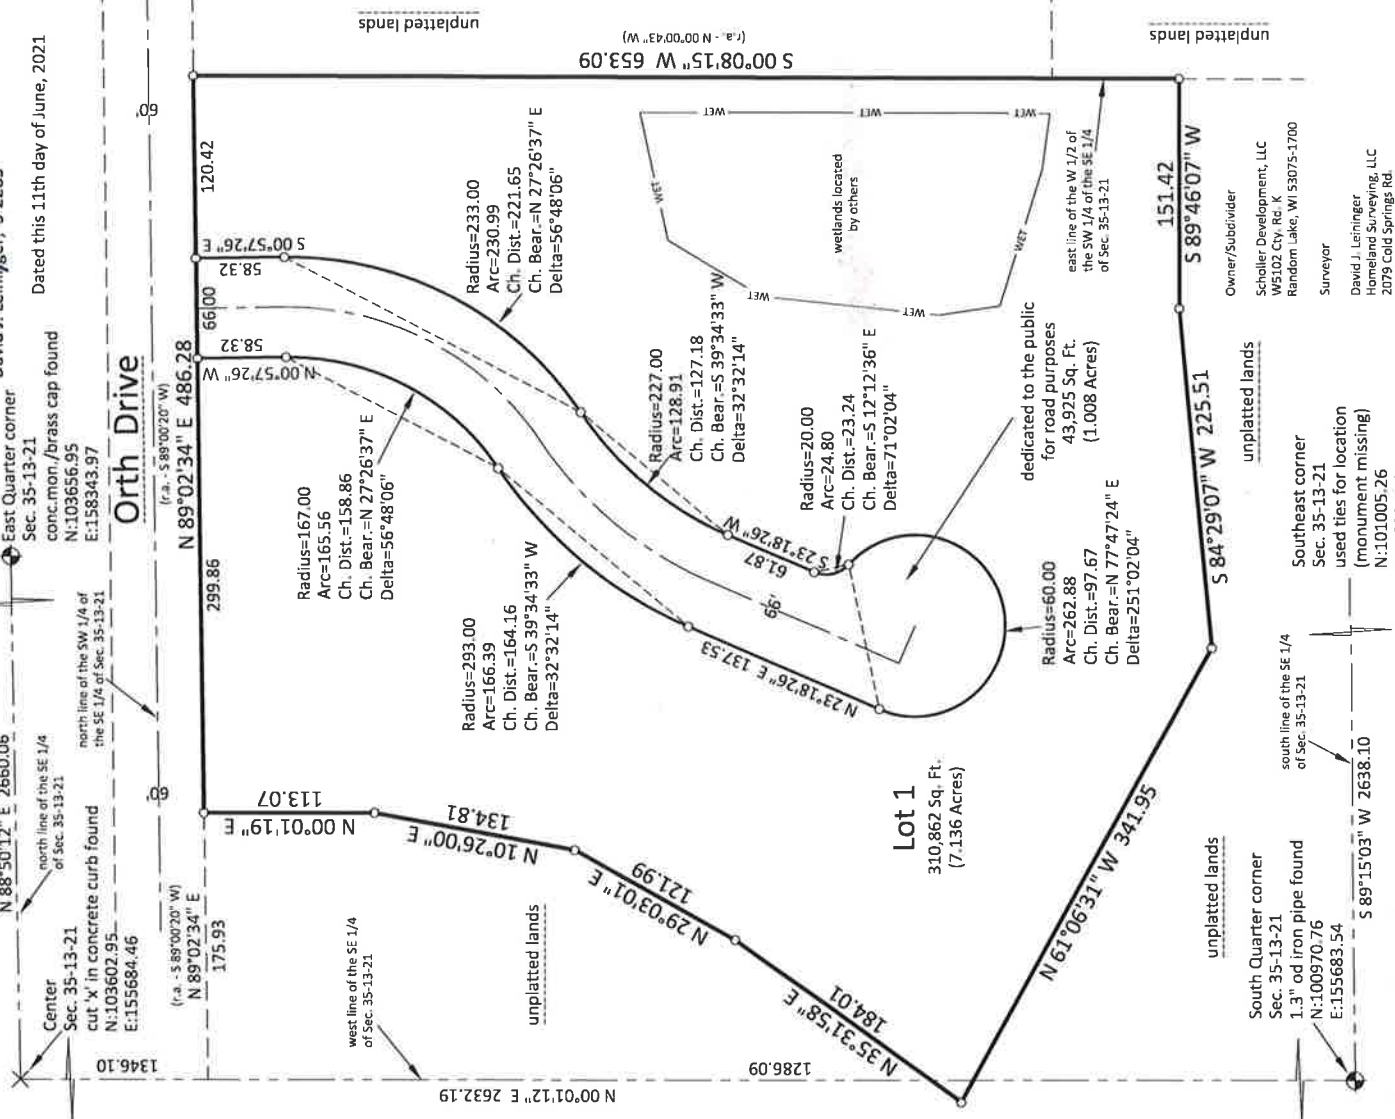 unplatted lands
unplatted lands
Dated this 11th day of June, 2021
East Quarter corner
Sec. 35-13-21
conc.mon./brass cap found
N:103656.95
E:158343.97
Orth Drive
(r.a. - S 89°00'20" W)
N 89°02'34" E 486.28
60'
120.42
66.00
299.86
S 00°57'26" E
58.32
58.32
N 00°57'26" W
S 00°08'15" W 653.09
(r.a. - N 00°00'43" W)
Radius=233.00
Arc=230.99
Ch. Dist.=221.65
Ch. Bear.=N 27°26'37" E
Delta=56°48'06"
WET
WET
WET
WET
WET
WET
WET
wetlands located
by others
east line of the W 1/2 of
the SW 1/4 of the SE 1/4
of Sec. 35-13-21
151.42
S 89°46'07" W
Owner/Subdivider
Scholler Development, LLC
W5102 Cty. Rd. K
Random Lake, WI 53075-1700
Surveyor
David J. Leininger
Homeland Surveying, LLC
2079 Cold Springs Rd.
Radius=167.00
Arc=165.56
Ch. Dist.=158.86
Ch. Bear.=N 27°26'37" E
Delta=56°48'06"
Radius=227.00
Arc=128.91
Ch. Dist.=127.18
Ch. Bear.=S 39°34'33" W
Delta=32°32'14"
Radius=20.00
Arc=24.80
Ch. Dist.=23.24
Ch. Bear.=S 12°12'36" E
Delta=71°02'04"
dedicated to the public
for road purposes
43,925 Sq. Ft.
(1.008 Acres)
Radius=293.00
Arc=166.39
Ch. Dist.=164.16
Ch. Bear.=S 39°34'33" W
Delta=32°32'14"
S 23°18'26" W
61.87
66'
N 23°18'26" E 137.53
Radius=60.00
Arc=262.88
Ch. Dist.=97.67
Ch. Bear.=N 77°47'24" E
Delta=251°02'04"
unplatted lands
S 84°29'07" W 225.51
Southeast corner
Sec. 35-13-21
used ties for location
(monument missing)
N:101005.26
N 88°50'12" E 2660.06
north line of the SE 1/4
of Sec. 35-13-21
north line of the SW 1/4 of
the SE 1/4 of Sec. 35-13-21
60'
Center
Sec. 35-13-21
cut 'x' in concrete curb found
N:103602.95
E:155684.46
(r.a. - S 89°00'20" W)
N 89°02'34" E
175.93
1346.10
N 00°01'19" E
113.07
N 10°26'00" E
134.81
N 29°03'01" E
121.99
N 35°31'58" E
184.01
west line of the SE 1/4
of Sec. 35-13-21
unplatted lands
N 00°01'12" E 2632.19
1286.09
Lot 1
310,862 Sq. Ft.
(7.136 Acres)
N 61°06'31" W 341.95
unplatted lands
south line of the SE 1/4
of Sec. 35-13-21
S 89°15'03" W 2638.10
South Quarter corner
Sec. 35-13-21
1.3" od iron pipe found
N:100970.76
E:155683.54